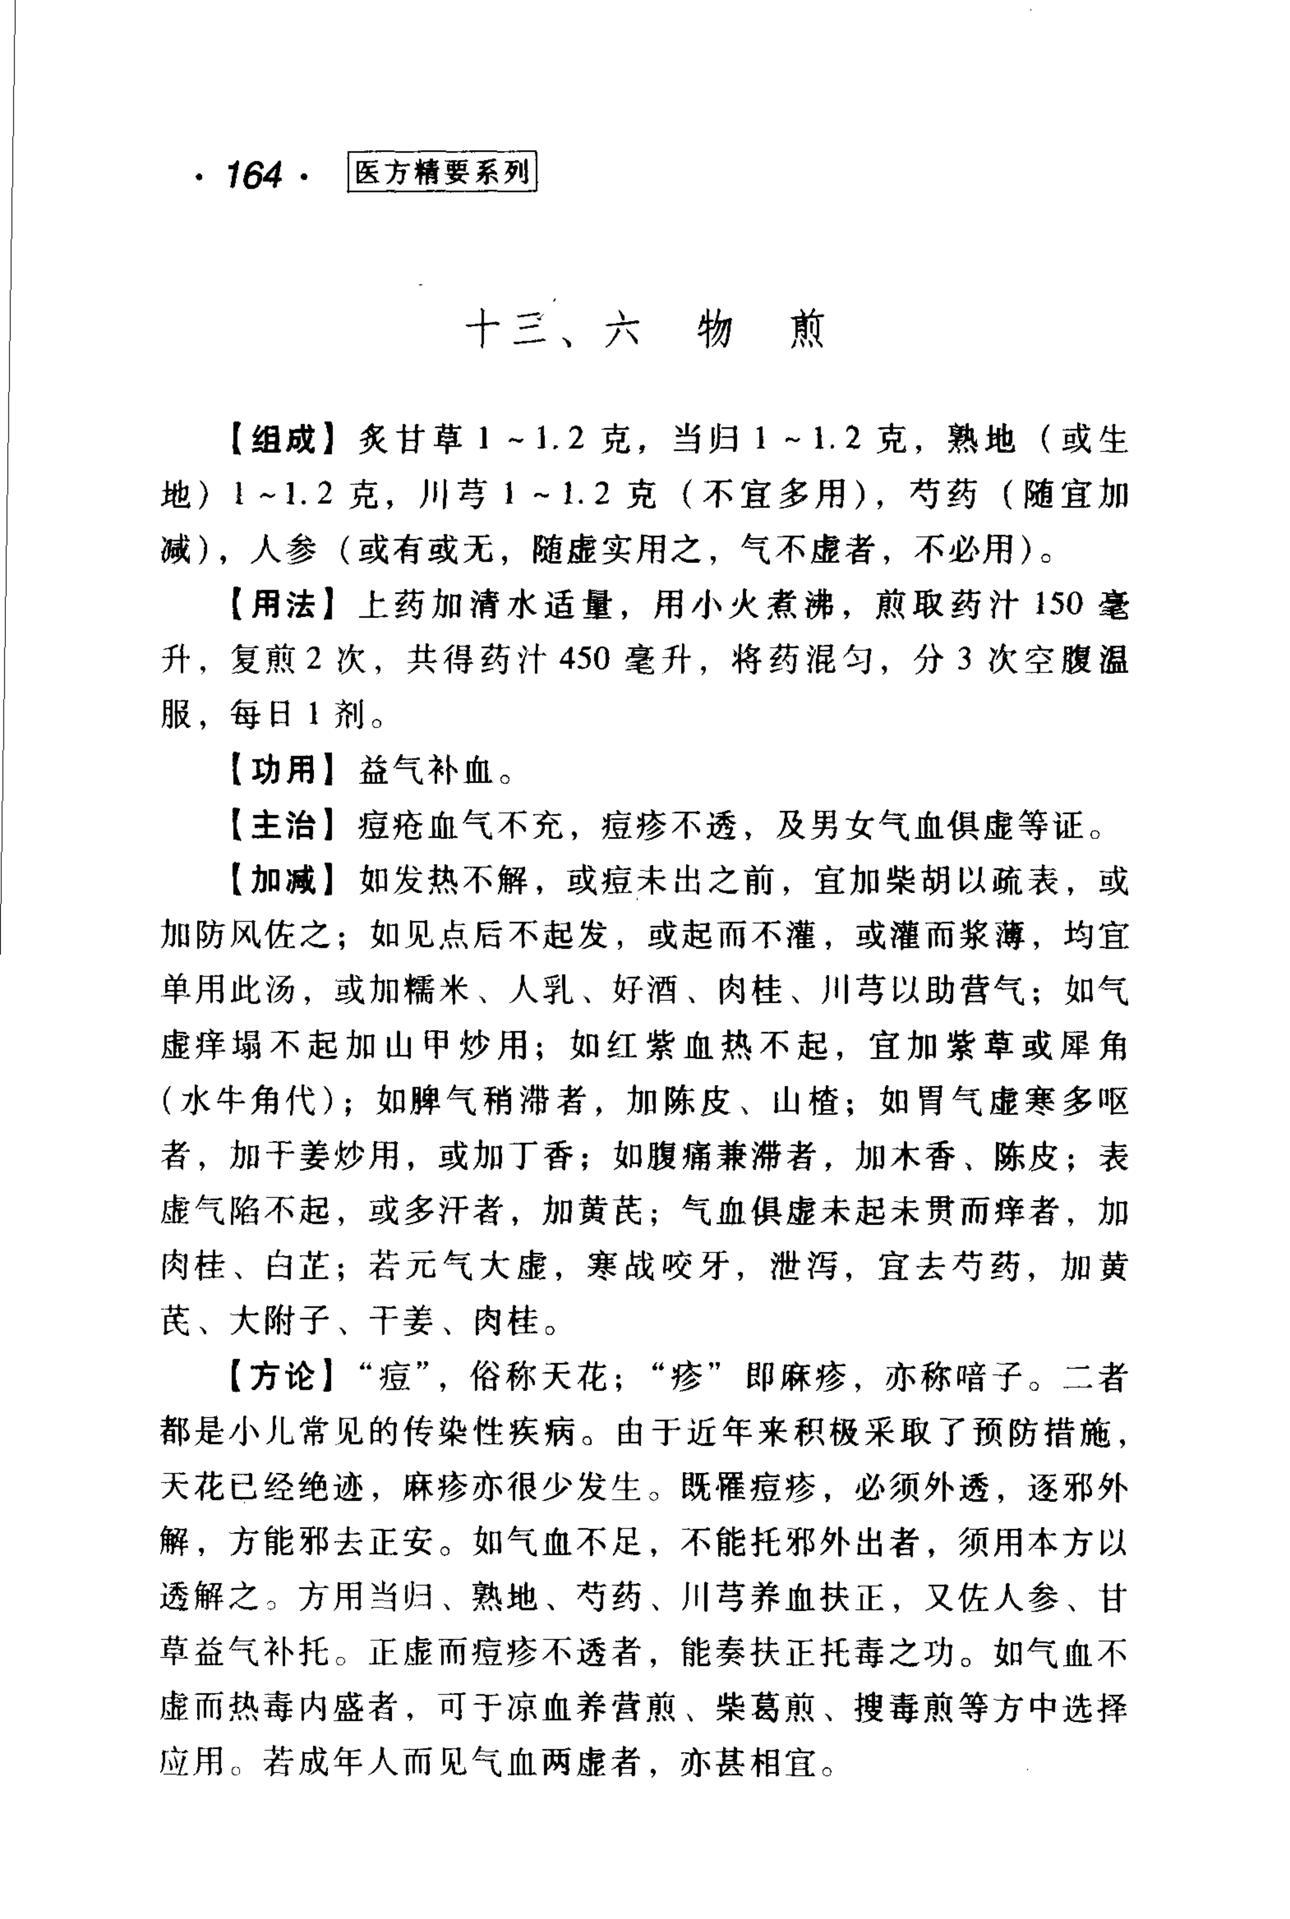 ·164· 医方精要系列
十三、六 物 煎
【组成】炙甘草1~1.2克，当归1~1.2克，熟地（或生
地）1~1.2克，川芎1~1.2克（不宜多用），芍药（随宜加
减），人参（或有或无，随虚实用之，气不虚者，不必用）。
【用法】上药加清水适量，用小火煮沸，煎取药汁150毫
升，复煎2次，共得药汁450毫升，将药混匀，分3次空腹温
服，每日1剂。
【功用】益气补血。
【主治】痘疮血气不充，痘疹不透，及男女气血俱虚等证。
【加减】如发热不解，或痘未出之前，宜加柴胡以疏表，或
加防风佐之；如见点后不起发，或起而不灌，或灌而浆薄，均宜
单用此汤，或加糯米、人乳、好酒、肉桂、川芎以助营气；如气
虚痒塌不起加山甲炒用；如红紫血热不起，宜加紫草或犀角
（水牛角代）；如脾气稍滞者，加陈皮、山楂；如胃气虚寒多呕
者，加干姜炒用，或加丁香；如腹痛兼滞者，加木香、陈皮；表
虚气陷不起，或多汗者，加黄芪；气血俱虚未起未贯而痒者，加
肉桂、白芷；若元气大虚，寒战咬牙，泄泻，宜去芍药，加黄
芪、大附子、干姜、肉桂。
【方论】“痘”，俗称天花；“疹”即麻疹，亦称喑子。二者
都是小儿常见的传染性疾病。由于近年来积极采取了预防措施，
天花已经绝迹，麻疹亦很少发生。既罹痘疹，必须外透，逐邪外
解，方能邪去正安。如气血不足，不能托邪外出者，须用本方以
透解之。方用当归、熟地、芍药、川芎养血扶正，又佐人参、甘
草益气补托。正虚而痘疹不透者，能奏扶正托毒之功。如气血不
虚而热毒内盛者，可于凉血养营煎、柴葛煎、搜毒煎等方中选择
应用。若成年人而见气血两虚者，亦甚相宜。